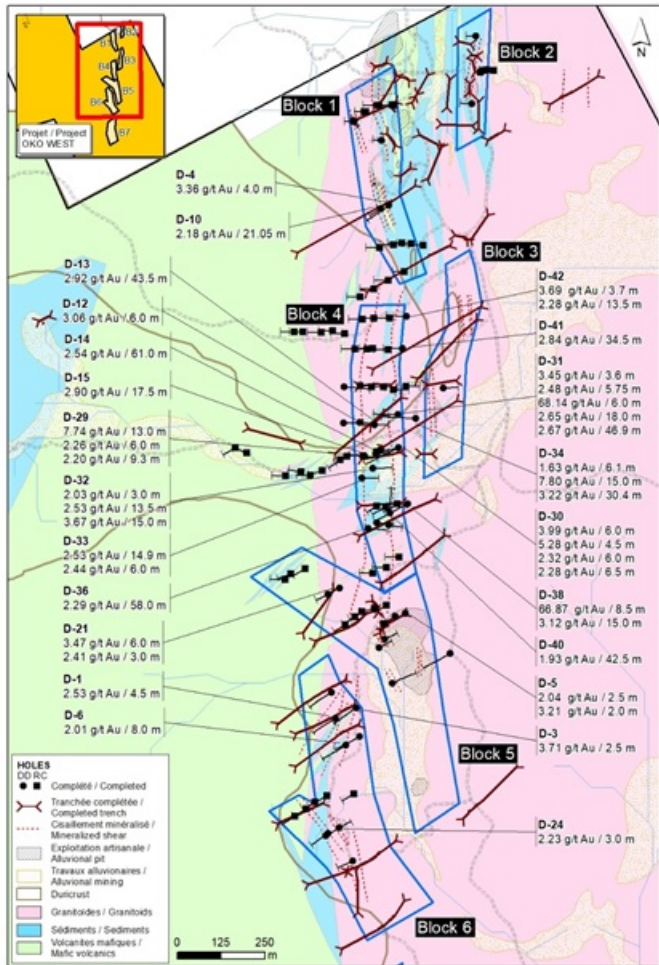 B2
B1
B3
B4
B5
B6
B7
Projet / Project
OKO WEST
N
Block 2
Block 1
D-4
3.36 g/t Au / 4.0 m
D-10
2.18 g/t Au / 21.05 m
Block 3
D-13
2.92 g/t Au / 43.5 m
D-12
3.06 g/t Au / 6.0 m
D-14
2.54 g/t Au / 61.0 m
D-15
2.90 g/t Au / 17.5 m
D-29
7.74 g/t Au / 13.0 m
2.26 g/t Au / 6.0 m
2.20 g/t Au / 9.3 m
D-32
2.03 g/t Au / 3.0 m
2.53 g/t Au / 13.5 m
3.67 g/t Au / 15.0 m
D-33
2.53 g/t Au / 14.9 m
2.44 g/t Au / 6.0 m
D-36
2.29 g/t Au / 58.0 m
D-21
3.47 g/t Au / 6.0 m
2.41 g/t Au / 3.0 m
D-1
2.53 g/t Au / 4.5 m
D-6
2.01 g/t Au / 8.0 m
Block 4
D-42
3.69 g/t Au / 3.7 m
2.28 g/t Au / 13.5 m
D-41
2.84 g/t Au / 34.5 m
D-31
3.45 g/t Au / 3.6 m
2.48 g/t Au / 5.75 m
68.14 g/t Au / 6.0 m
2.65 g/t Au / 18.0 m
2.67 g/t Au / 46.9 m
D-34
1.63 g/t Au / 6.1 m
7.80 g/t Au / 15.0 m
3.22 g/t Au / 30.4 m
D-30
3.99 g/t Au / 6.0 m
5.28 g/t Au / 4.5 m
2.32 g/t Au / 6.0 m
2.28 g/t Au / 6.5 m
D-38
66.87 g/t Au / 8.5 m
3.12 g/t Au / 15.0 m
D-40
1.93 g/t Au / 42.5 m
D-5
2.04 g/t Au / 2.5 m
3.21 g/t Au / 2.0 m
D-3
3.71 g/t Au / 2.5 m
Block 5
D-24
2.23 g/t Au / 3.0 m
Block 6
HOLES
DD RC
Complété / Completed
Tranchée complétée /
Completed trench
Cisaillement minéralisé /
Mineralized shear
Exploitation artisanale /
Alluvial pit
Travaux alluvionaires /
Alluvial mining
Duricrust
Granitoïdes / Granitoids
Sédiments / Sediments
Volcanites mafiques /
Mafic volcanics
0 125 250
m